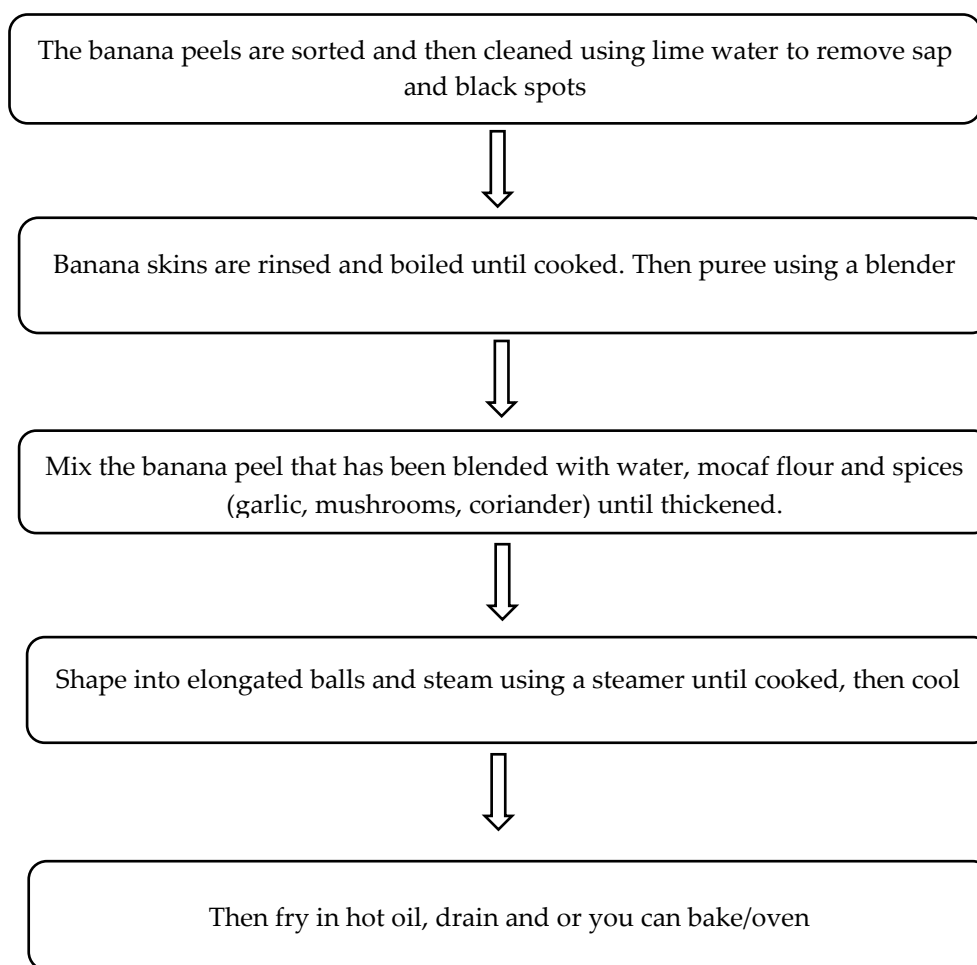 The banana peels are sorted and then cleaned using lime water to remove sap
and black spots
Banana skins are rinsed and boiled until cooked. Then puree using a blender
Mix the banana peel that has been blended with water, mocaf flour and spices
(garlic, mushrooms, coriander) until thickened.
Shape into elongated balls and steam using a steamer until cooked, then cool
Then fry in hot oil, drain and or you can bake/oven